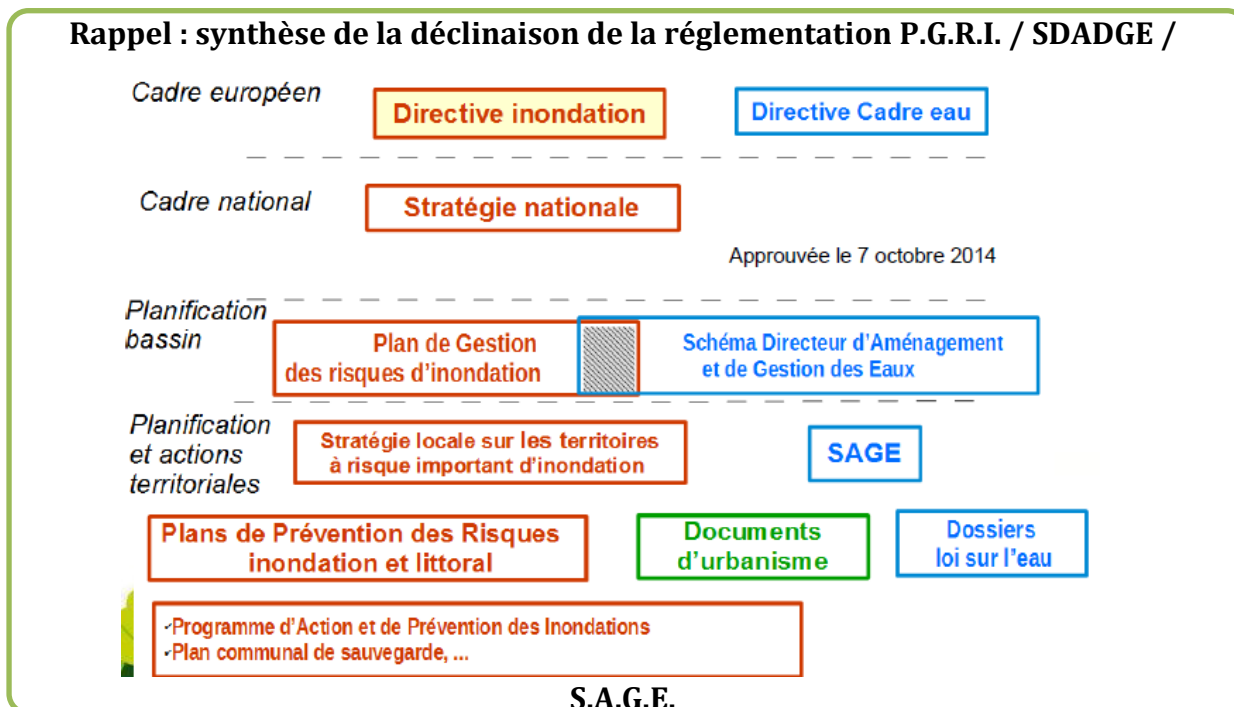 Rappel : synthèse de la déclinaison de la réglementation P.G.R.I. / SDADGE /
Cadre européen
Directive inondation
Directive Cadre eau
Cadre national
Stratégie nationale
Approuvée le 7 octobre 2014
Planification
bassin
Plan de Gestion
des risques d'inondation
Schéma Directeur d'Aménagement
et de Gestion des Eaux
Planification
et actions
territoriales
Stratégie locale sur les territoires
à risque important d'inondation
SAGE
Plans de Prévention des Risques
inondation et littoral
Documents
d'urbanisme
Dossiers
loi sur l'eau
✓Programme d'Action et de Prévention des Inondations
✓Plan communal de sauvegarde, ...
S.A.G.E.